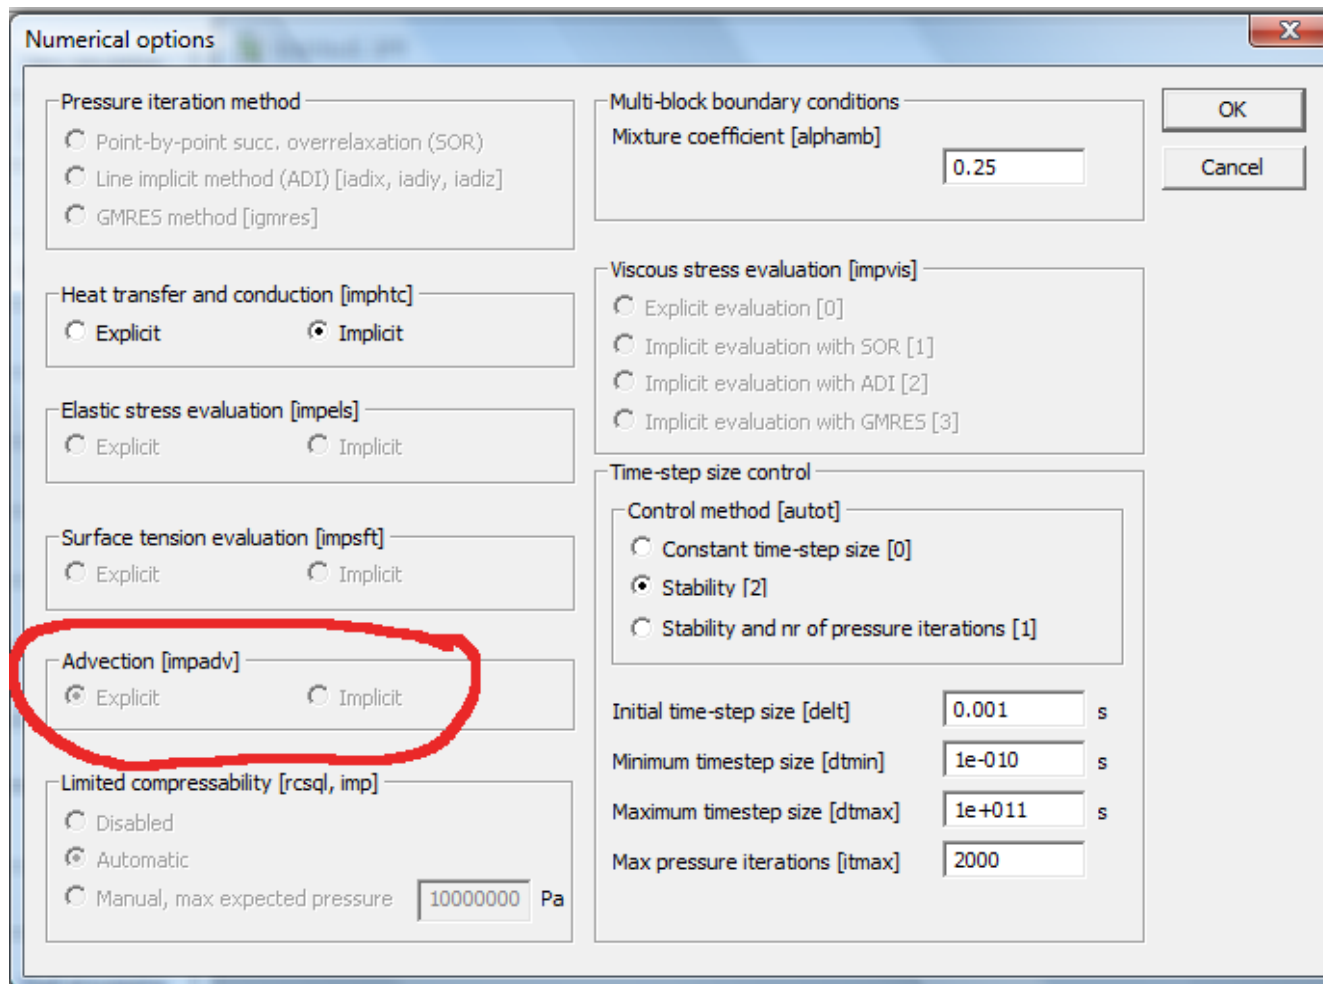 Numerical options
Pressure iteration method
Point-by-point succ. overrelaxation (SOR)
Line implicit method (ADI) [iadix, iadiy, iadiz]
GMRES method [igmres]
Heat transfer and conduction [imphtc]
Explicit Implicit
Elastic stress evaluation [impels]
Explicit Implicit
Surface tension evaluation [impsft]
Explicit Implicit
Advection [impadv]
Explicit Implicit
Limited compressability [rcsql, imp]
Disabled
Automatic
Manual, max expected pressure 10000000 Pa
Multi-block boundary conditions
Mixture coefficient [alphamb]
0.25
Viscous stress evaluation [impvis]
Explicit evaluation [0]
Implicit evaluation with SOR [1]
Implicit evaluation with ADI [2]
Implicit evaluation with GMRES [3]
Time-step size control
Control method [autot]
Constant time-step size [0]
Stability [2]
Stability and nr of pressure iterations [1]
Initial time-step size [delt] 0.001 s
Minimum timestep size [dtmin] 1e-010 s
Maximum timestep size [dtmax] 1e+011 s
Max pressure iterations [itmax] 2000
OK
Cancel